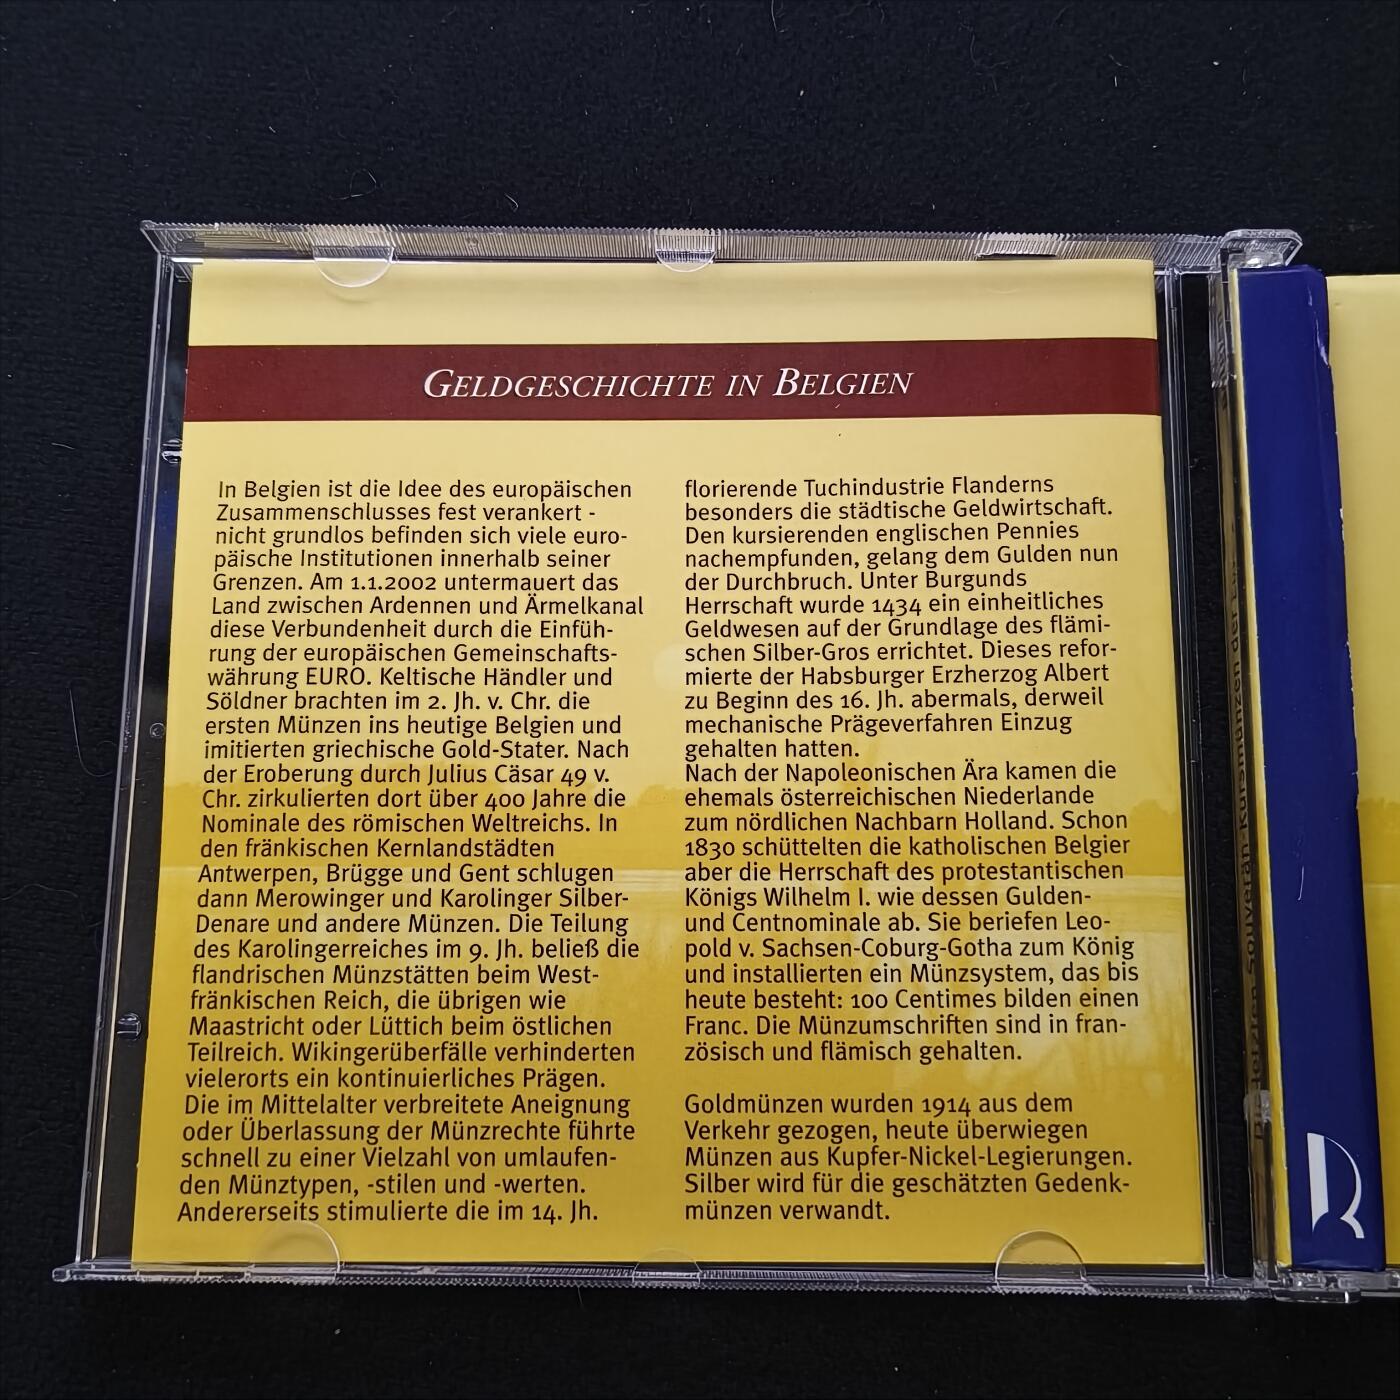 GELDGESCHICHTE IN BELGIEN
In Belgien ist die Idee des europäischen
Zusammenschlusses fest verankert -
nicht grundlos befinden sich viele euro-
päische Institutionen innerhalb seiner
Grenzen. Am 1.1.2002 untermauert das
Land zwischen Ardennen und Ärmelkanal
diese Verbundenheit durch die Einfüh-
rung der europäischen Gemeinschafts-
währung EURO. Keltische Händler und
Söldner brachten im 2. Jh. v. Chr. die
ersten Münzen ins heutige Belgien und
imitierten griechische Gold-Stater. Nach
der Eroberung durch Julius Cäsar 49 v.
Chr. zirkulierten dort über 400 Jahre die
Nominale des römischen Weltreichs. In
den fränkischen Kernlandstädten
Antwerpen, Brügge und Gent schlugen
dann Merowinger und Karolinger Silber-
Denare und andere Münzen. Die Teilung
des Karolingerreiches im 9. Jh. beließ die
flandrischen Münzstätten beim West-
fränkischen Reich, die übrigen wie
Maastricht oder Lüttich beim östlichen
Teilreich. Wikingerüberfälle verhinderten
vielerorts ein kontinuierliches Prägen.
Die im Mittelalter verbreitete Aneignung
oder Überlassung der Münzrechte führte
schnell zu einer Vielzahl von umlaufen-
den Münztypen, -stilen und -werten.
Andererseits stimulierte die im 14. Jh.
florierende Tuchindustrie Flanderns
besonders die städtische Geldwirtschaft.
Den kursierenden englischen Pennies
nachempfunden, gelang dem Gulden nun
der Durchbruch. Unter Burgunds
Herrschaft wurde 1434 ein einheitliches
Geldwesen auf der Grundlage des flämi-
schen Silber-Gros errichtet. Dieses refor-
mierte der Habsburger Erzherzog Albert
zu Beginn des 16. Jh. abermals, derweil
mechanische Prägeverfahren Einzug
gehalten hatten.
Nach der Napoleonischen Ära kamen die
ehemals österreichischen Niederlande
zum nördlichen Nachbarn Holland. Schon
1830 schüttelten die katholischen Belgier
aber die Herrschaft des protestantischen
Königs Wilhelm I. wie dessen Gulden-
und Centnominale ab. Sie beriefen Leo-
pold v. Sachsen-Coburg-Gotha zum König
und installierten ein Münzsystem, das bis
heute besteht: 100 Centimes bilden einen
Franc. Die Münzumschriften sind in fran-
zösisch und flämisch gehalten.
Goldmünzen wurden 1914 aus dem
Verkehr gezogen, heute überwiegen
Münzen aus Kupfer-Nickel-Legierungen.
Silber wird für die geschätzten Gedenk-
münzen verwandt.
letzten Souverän-Kursmünzen der